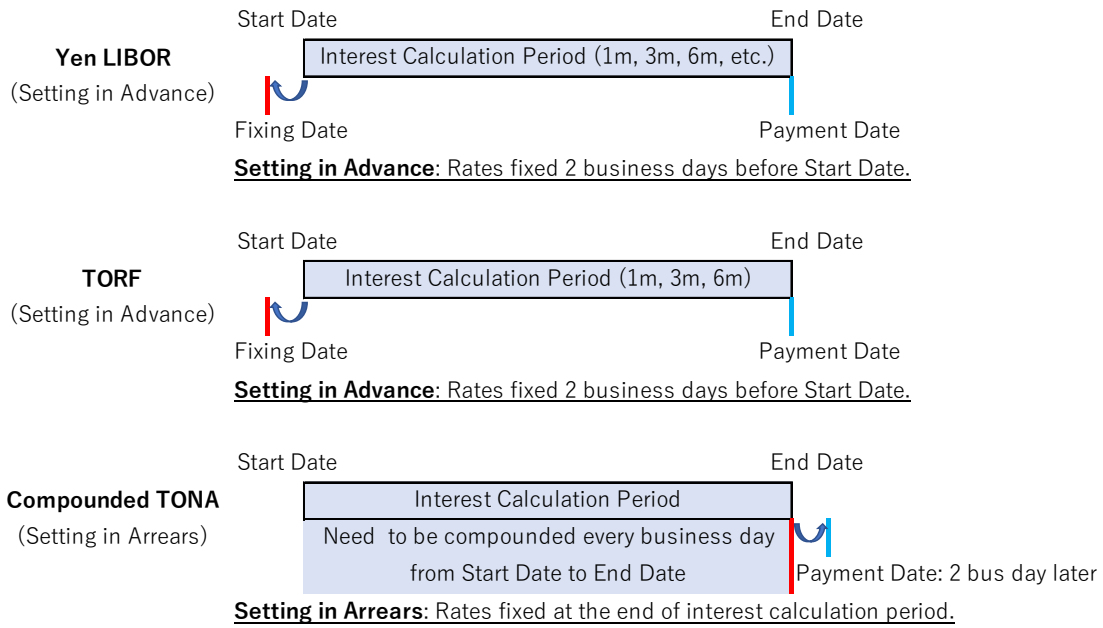 Start Date
End Date
Yen LIBOR
(Setting in Advance)
Interest Calculation Period (1m, 3m, 6m, etc.)
Fixing Date
Payment Date
Setting in Advance: Rates fixed 2 business days before Start Date.
Start Date
End Date
TORF
(Setting in Advance)
Interest Calculation Period (1m, 3m, 6m)
Fixing Date
Payment Date
Setting in Advance: Rates fixed 2 business days before Start Date.
Start Date
End Date
Compounded TONA
(Setting in Arrears)
Interest Calculation Period
Need to be compounded every business day
from Start Date to End Date
Payment Date: 2 bus day later
Setting in Arrears: Rates fixed at the end of interest calculation period.